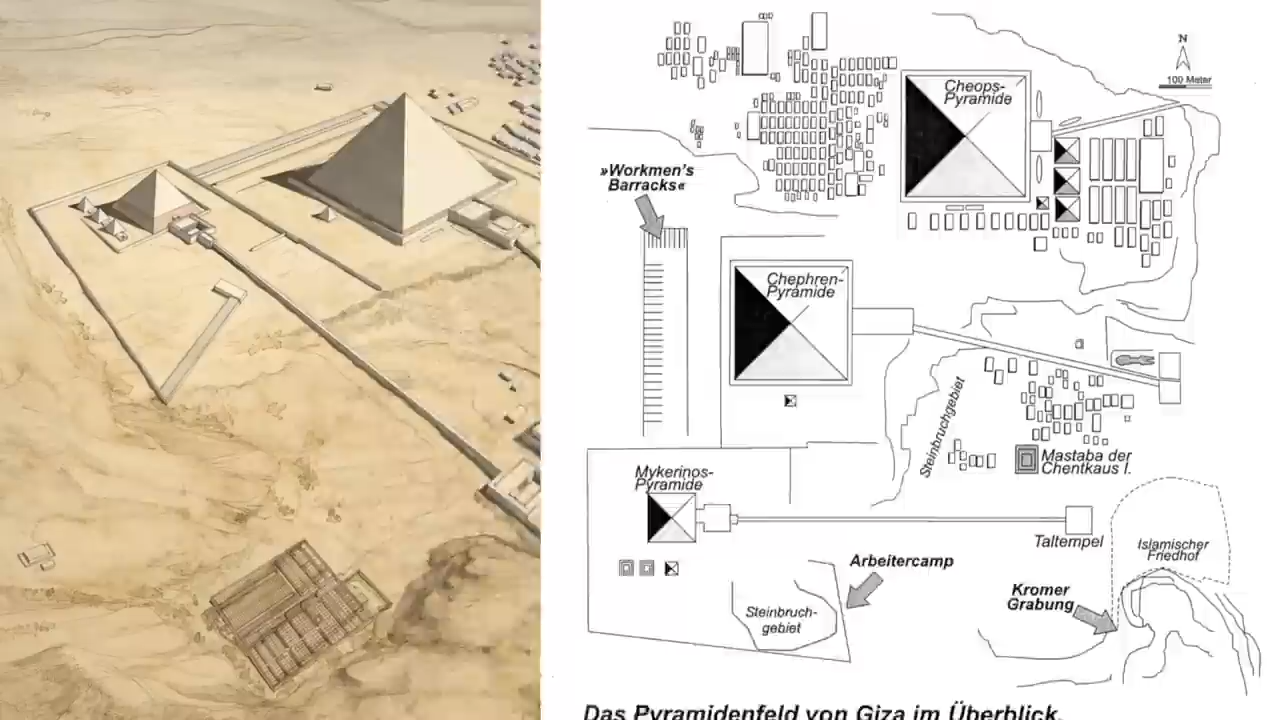 N
100 Meter
Cheops-
Pyramide
»Workmen's
Barracks«
Chephren-
Pyramide
Steinbruchgebiet
Mastaba der
Chentkaus I.
Mykerinos-
Pyramide
Taltempel
Islamischer
Friedhof
Arbeitercamp
Kromer
Grabung
Steinbruch-
gebiet
Das Pyramidenfeld von Giza im Überblick.